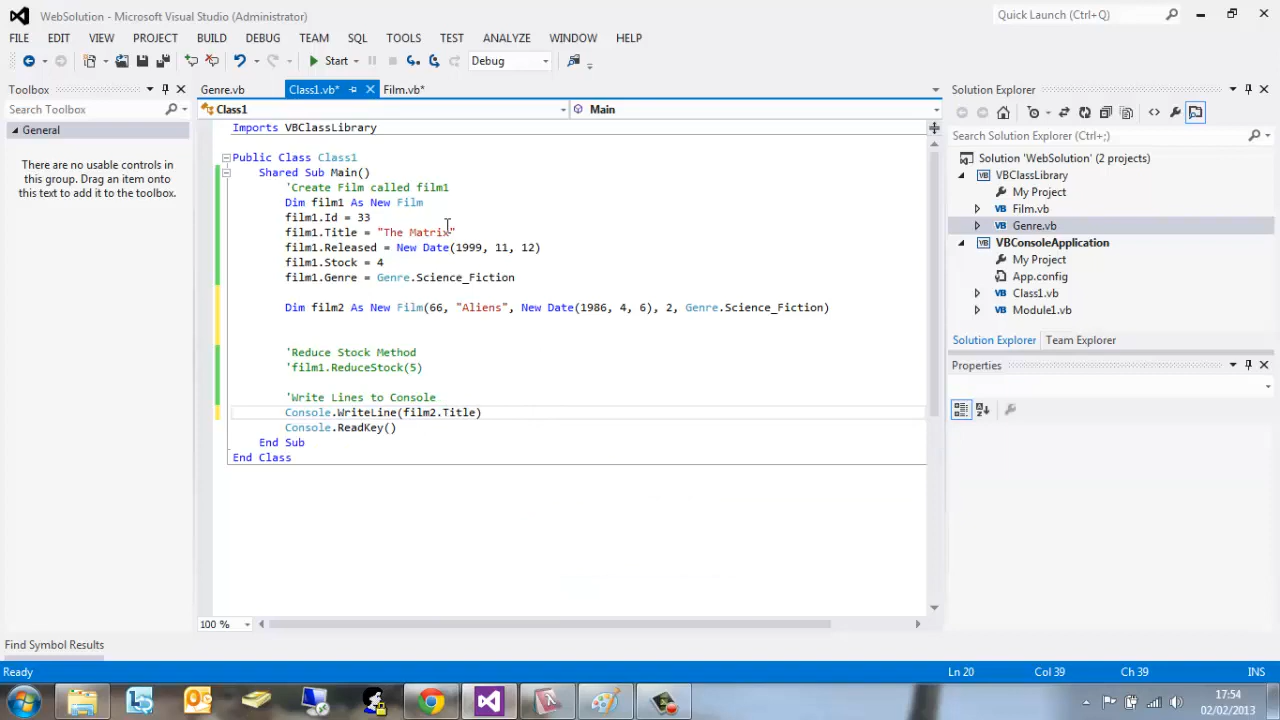 WebSolution - Microsoft Visual Studio (Administrator)
Quick Launch (Ctrl+Q)
FILE EDIT VIEW PROJECT BUILD DEBUG TEAM SQL TOOLS TEST ANALYZE WINDOW HELP
Start Debug
Toolbox
Search Toolbox
General
There are no usable controls in
this group. Drag an item onto
this text to add it to the toolbox.
Genre.vb Class1.vb* Film.vb*
Class1 Main
Imports VBClassLibrary
Public Class Class1
Shared Sub Main()
'Create Film called film1
Dim film1 As New Film
film1.Id = 33
film1.Title = "The Matrix"
film1.Released = New Date(1999, 11, 12)
film1.Stock = 4
film1.Genre = Genre.Science_Fiction
Dim film2 As New Film(66, "Aliens", New Date(1986, 4, 6), 2, Genre.Science_Fiction)
'Reduce Stock Method
'film1.ReduceStock(5)
'Write Lines to Console
Console.WriteLine(film2.Title)
Console.ReadKey()
End Sub
End Class
100 %
Solution Explorer
Search Solution Explorer (Ctrl+;)
Solution 'WebSolution' (2 projects)
VB VBClassLibrary
My Project
VB Film.vb
VB Genre.vb
VB VBConsoleApplication
My Project
App.config
VB Class1.vb
VB Module1.vb
Solution Explorer Team Explorer
Properties
Find Symbol Results
Ready Ln 20 Col 39 Ch 39 INS
17:54
02/02/2013